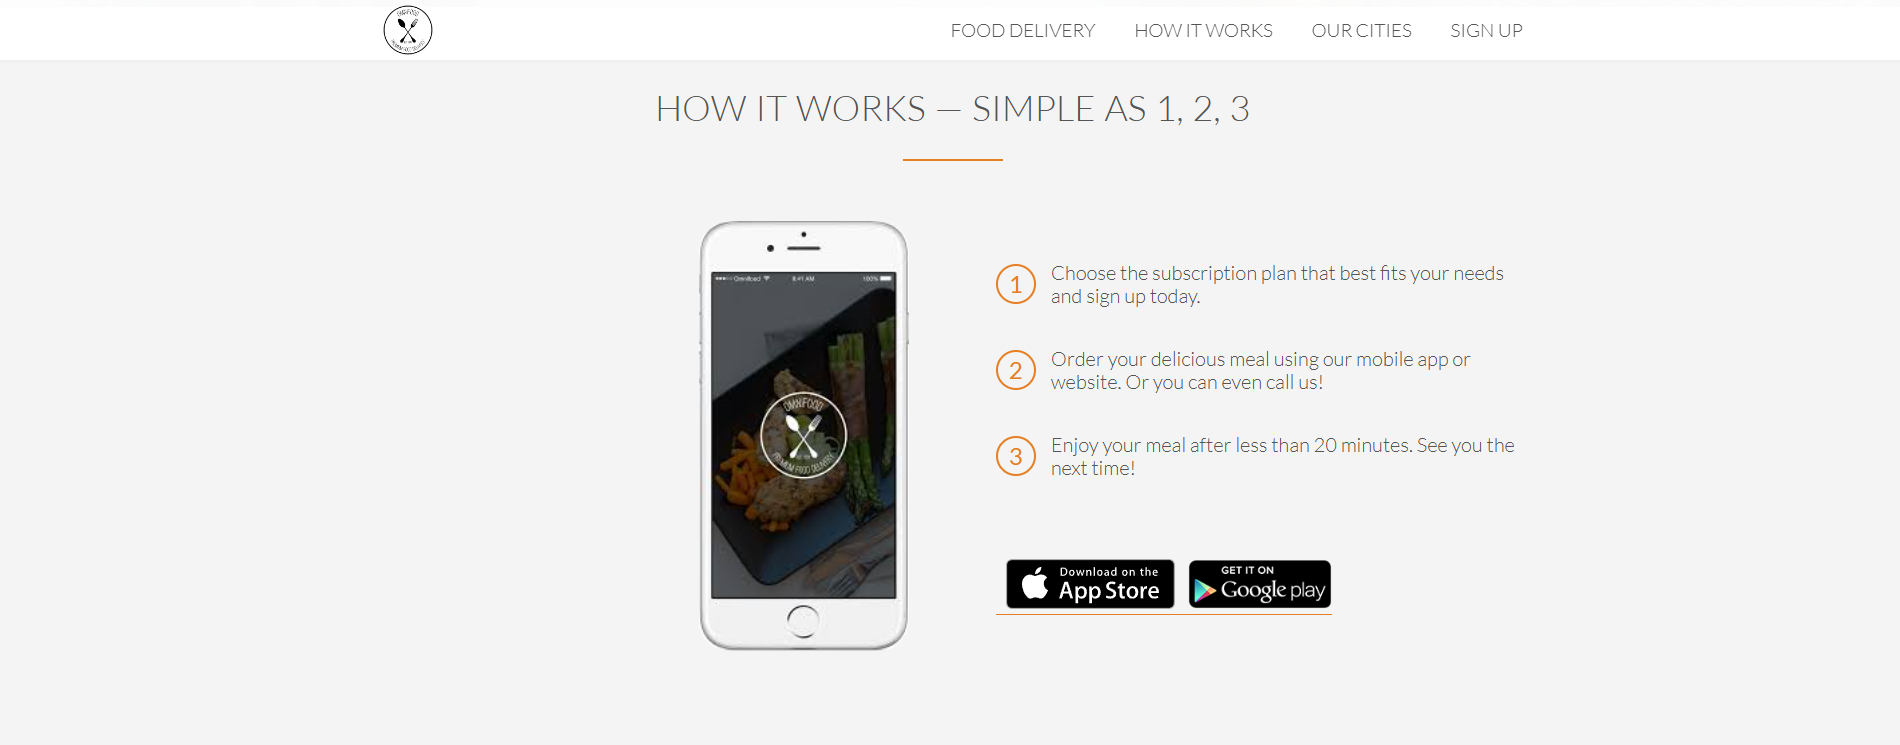 FOOD DELIVERY HOW IT WORKS OUR CITIES SIGN UP
HOW IT WORKS — SIMPLE AS 1, 2, 3
Omnifood 8:41 AM 100%
OMNIFOOD
PREMIUM FOOD DELIVERY
1 Choose the subscription plan that best fits your needs
and sign up today.
2 Order your delicious meal using our mobile app or
website. Or you can even call us!
3 Enjoy your meal after less than 20 minutes. See you the
next time!
Download on the
App Store
GET IT ON
Google play